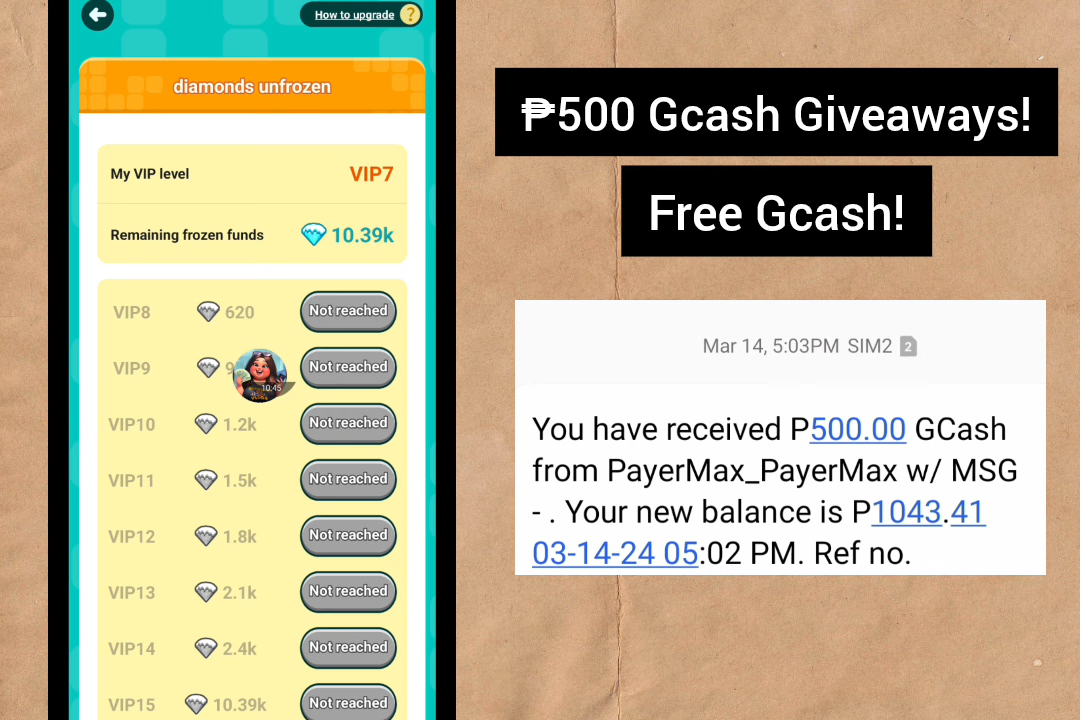 How to upgrade ?
diamonds unfrozen
My VIP level VIP7
Remaining frozen funds 10.39k
VIP8 620 Not reached
VIP9 Not reached
10:45
VIP10 1.2k Not reached
VIP11 1.5k Not reached
VIP12 1.8k Not reached
VIP13 2.1k Not reached
VIP14 2.4k Not reached
VIP15 10.39k Not reached
₱500 Gcash Giveaways!
Free Gcash!
Mar 14, 5:03PM SIM2 2
You have received P500.00 GCash
from PayerMax_PayerMax w/ MSG
- . Your new balance is P1043.41
03-14-24 05:02 PM. Ref no.